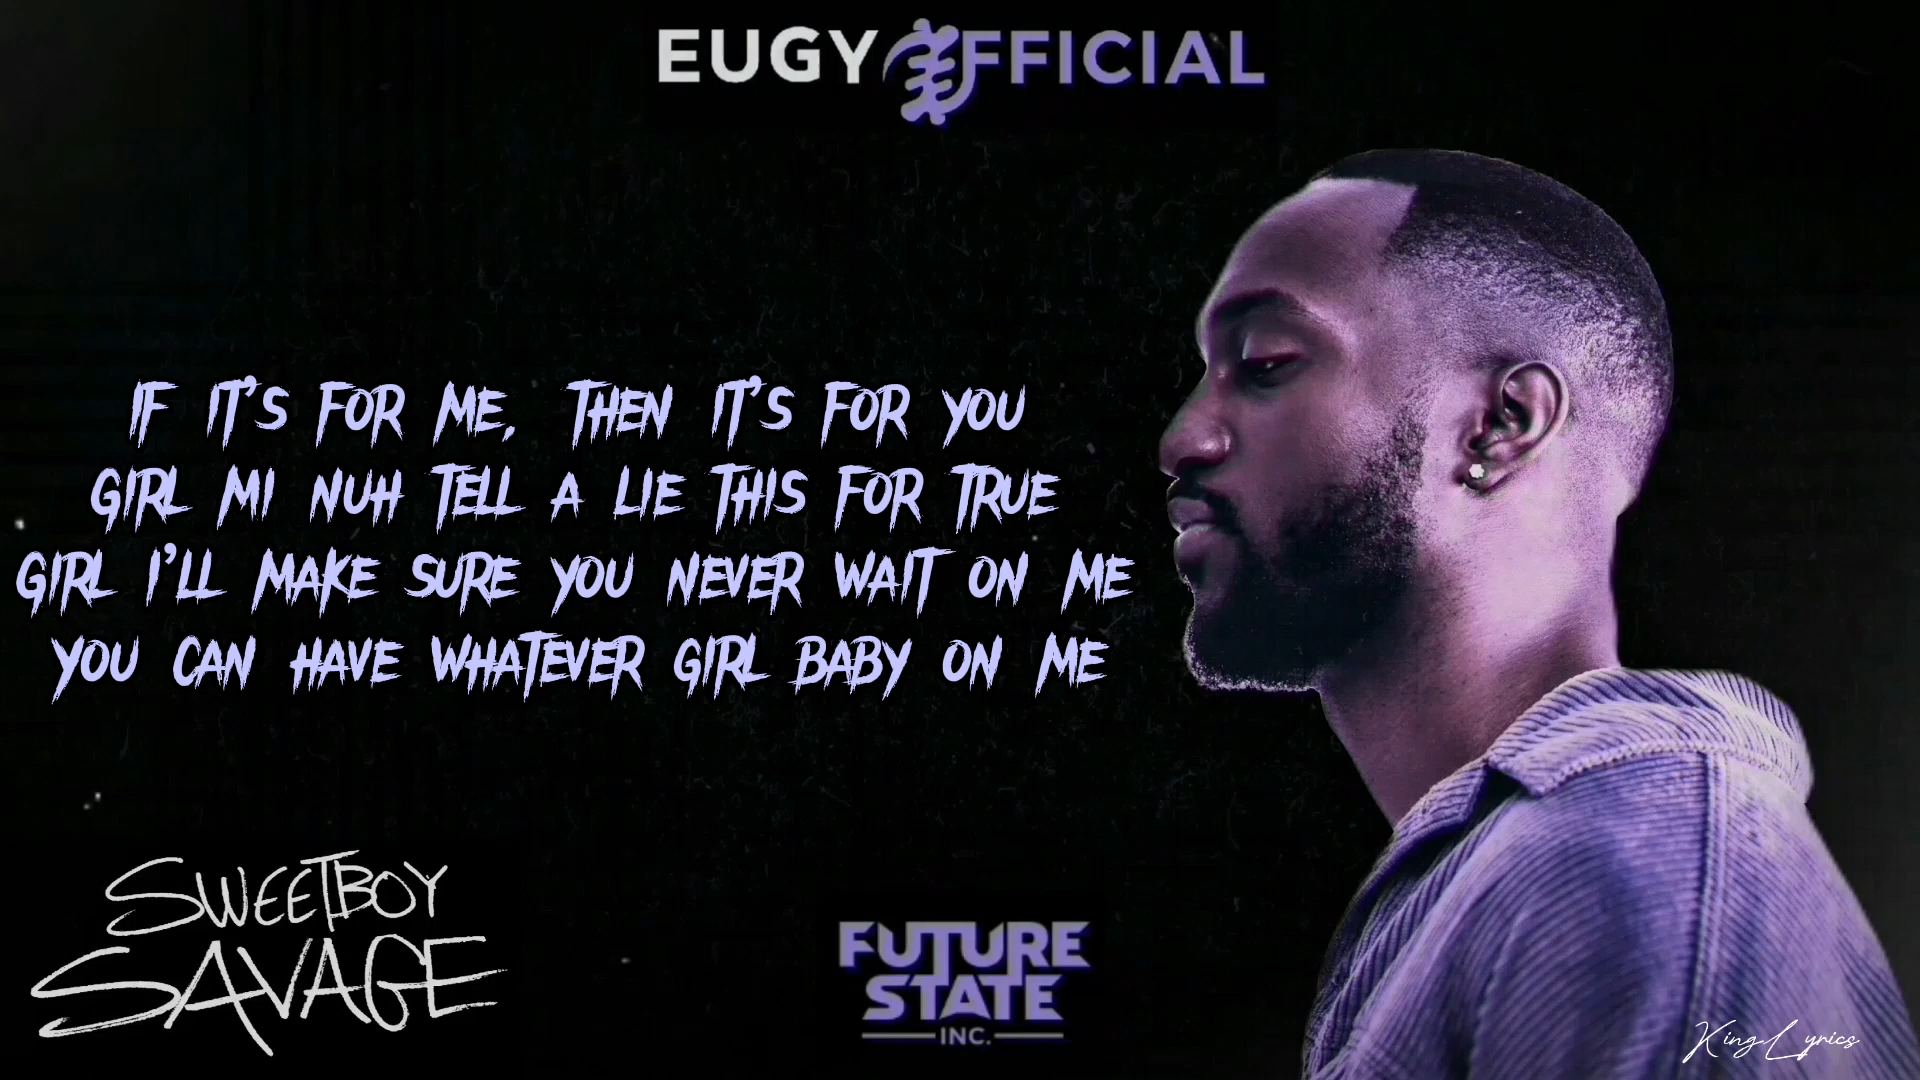 EUGY OFFICIAL
IF IT'S FOR ME, THEN IT'S FOR YOU
GIRL MI NUH TELL A LIE THIS FOR TRUE
GIRL I'LL MAKE SURE YOU NEVER WAIT ON ME
YOU CAN HAVE WHATEVER GIRL BABY ON ME
SWEETBOY
SAVAGE
FUTURE
STATE
INC.
King Lyrics